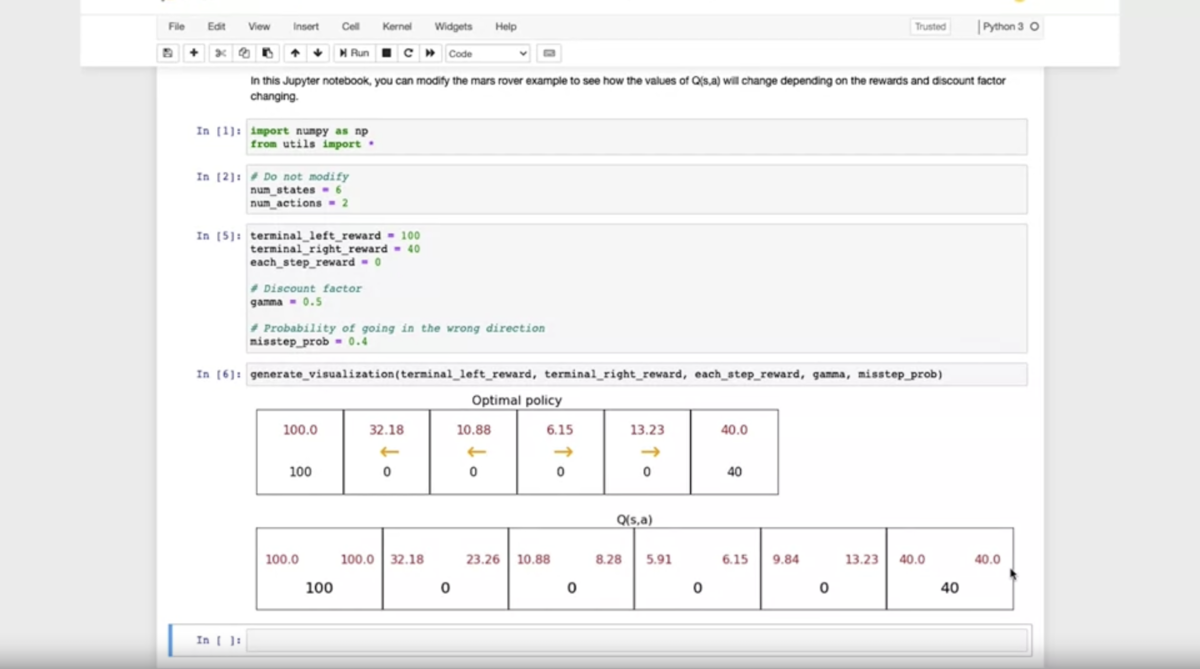 File Edit View Insert Cell Kernel Widgets Help Trusted Python 3
Run Code
In this Jupyter notebook, you can modify the mars rover example to see how the values of Q(s,a) will change depending on the rewards and discount factor
changing.
In [1]: import numpy as np
from utils import *
In [2]: # Do not modify
num_states = 6
num_actions = 2
In [5]: terminal_left_reward = 100
terminal_right_reward = 40
each_step_reward = 0
# Discount factor
gamma = 0.5
# Probability of going in the wrong direction
misstep_prob = 0.4
In [6]: generate_visualization(terminal_left_reward, terminal_right_reward, each_step_reward, gamma, misstep_prob)
Optimal policy
100.0 32.18 10.88 6.15 13.23 40.0
← ← → →
100 0 0 0 0 40
Q(s,a)
100.0 100.0 32.18 23.26 10.88 8.28 5.91 6.15 9.84 13.23 40.0 40.0
100 0 0 0 0 40
In [ ]: